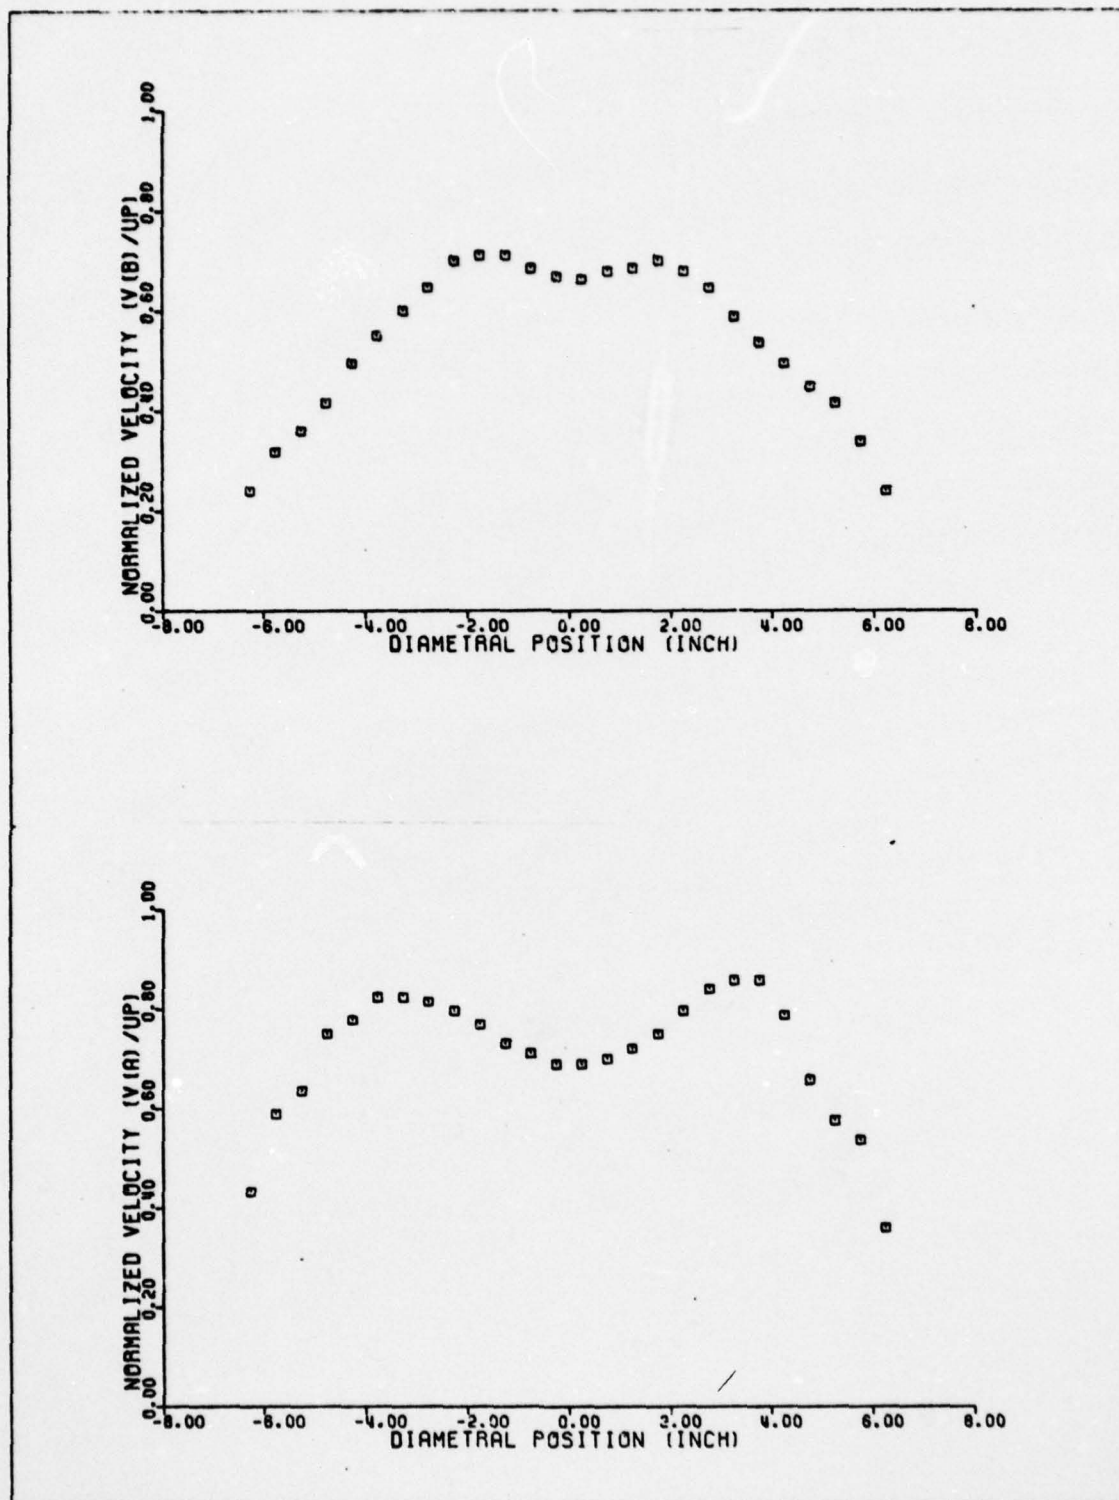 NORMALIZED VELOCITY (V(B)/UP)
1.00
0.80
0.60
0.40
0.20
0.00
-8.00 -6.00 -4.00 -2.00 0.00 2.00 4.00 6.00 8.00
DIAMETRAL POSITION (INCH)
NORMALIZED VELOCITY (V(A)/UP)
1.00
0.80
0.60
0.40
0.20
0.00
-8.00 -6.00 -4.00 -2.00 0.00 2.00 4.00 6.00 8.00
DIAMETRAL POSITION (INCH)